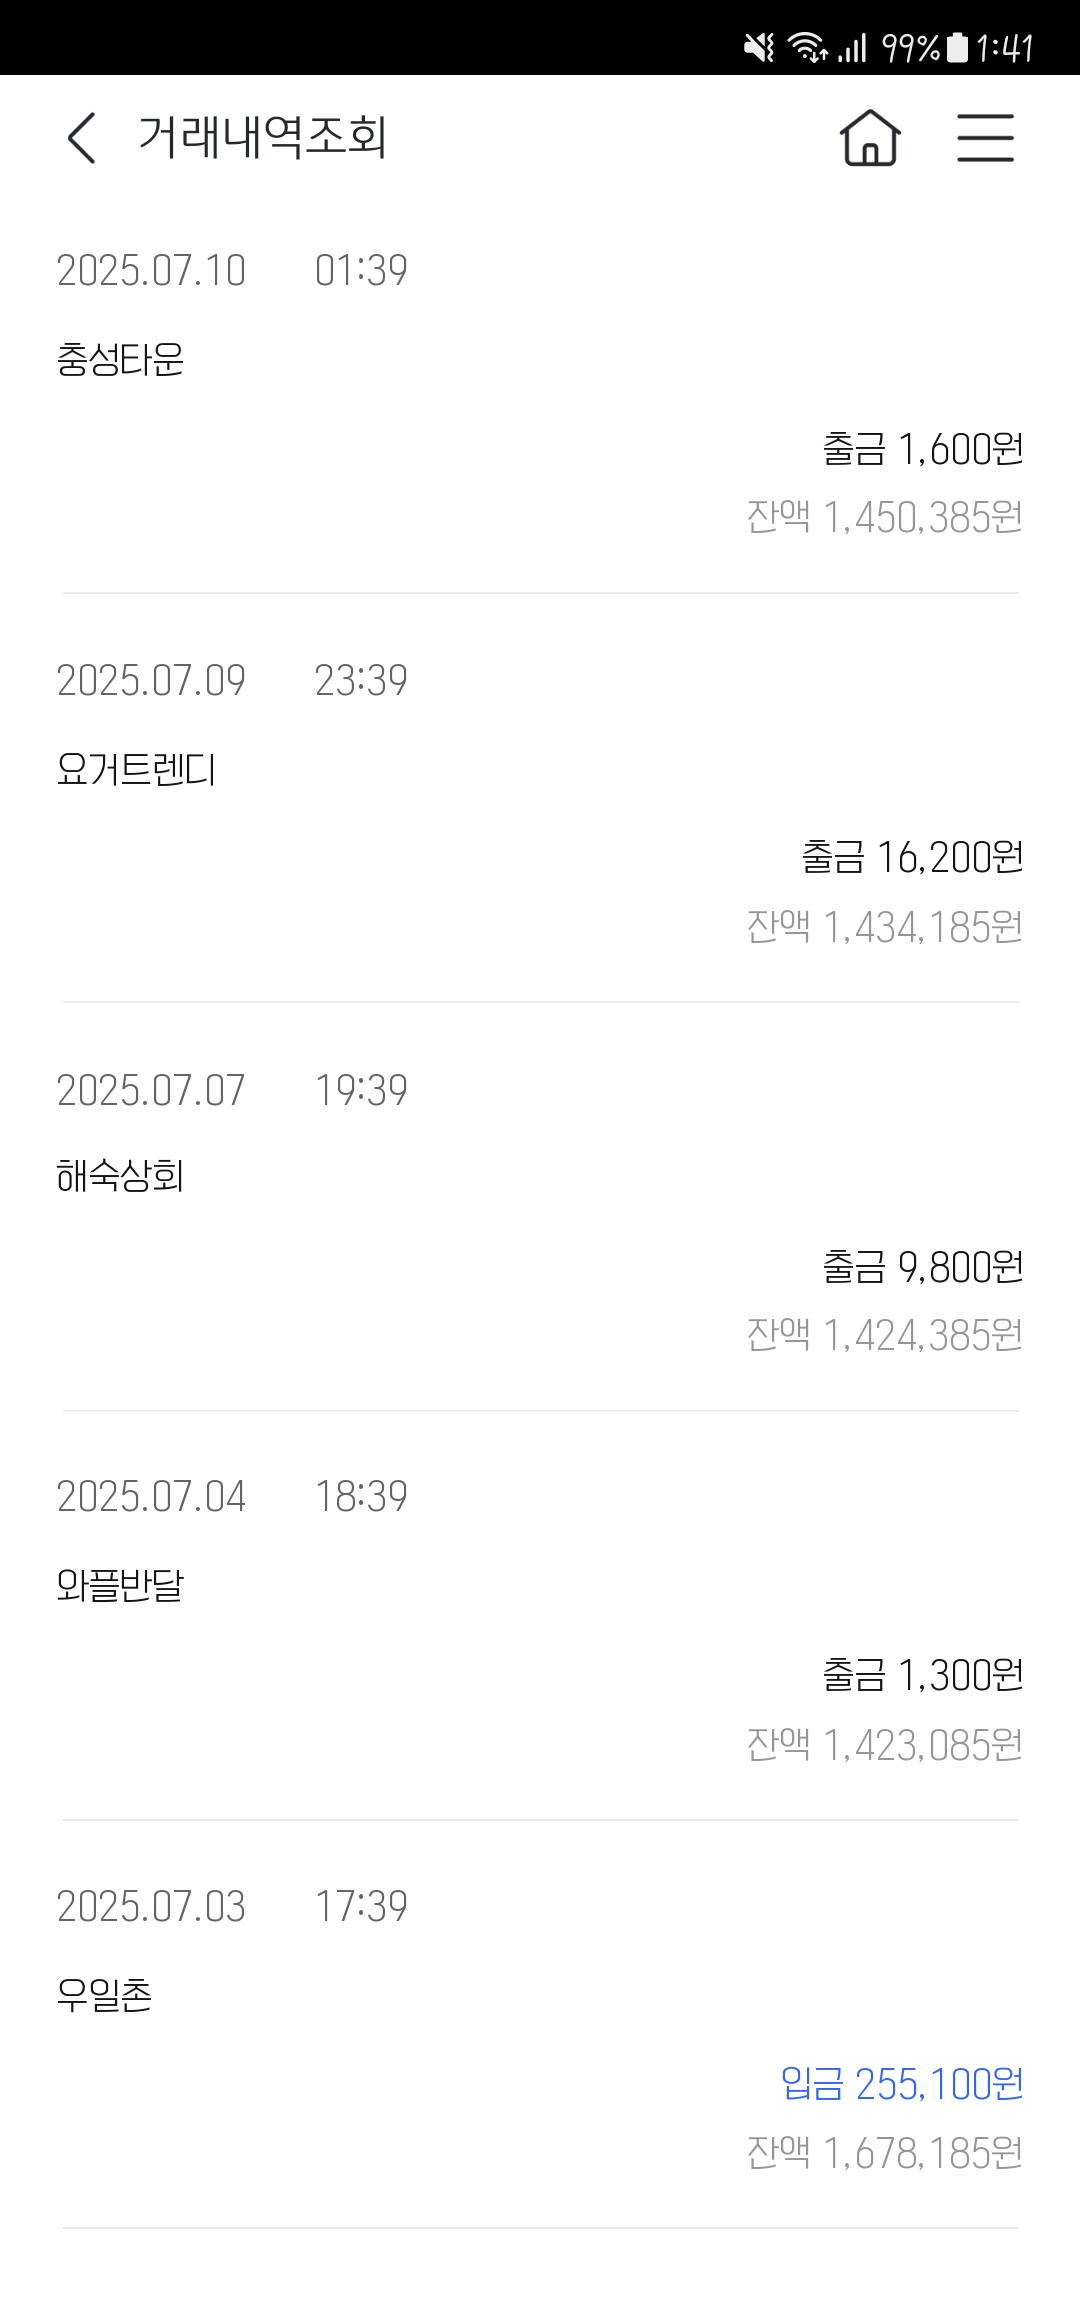 99% 1:41
거래내역조회
2025.07.10 01:39
충성타운
출금 1,600원
잔액 1,450,385원
2025.07.09 23:39
요거트렌디
출금 16,200원
잔액 1,434,185원
2025.07.07 19:39
해숙상회
출금 9,800원
잔액 1,424,385원
2025.07.04 18:39
와플반달
출금 1,300원
잔액 1,423,085원
2025.07.03 17:39
우일촌
입금 255,100원
잔액 1,678,185원